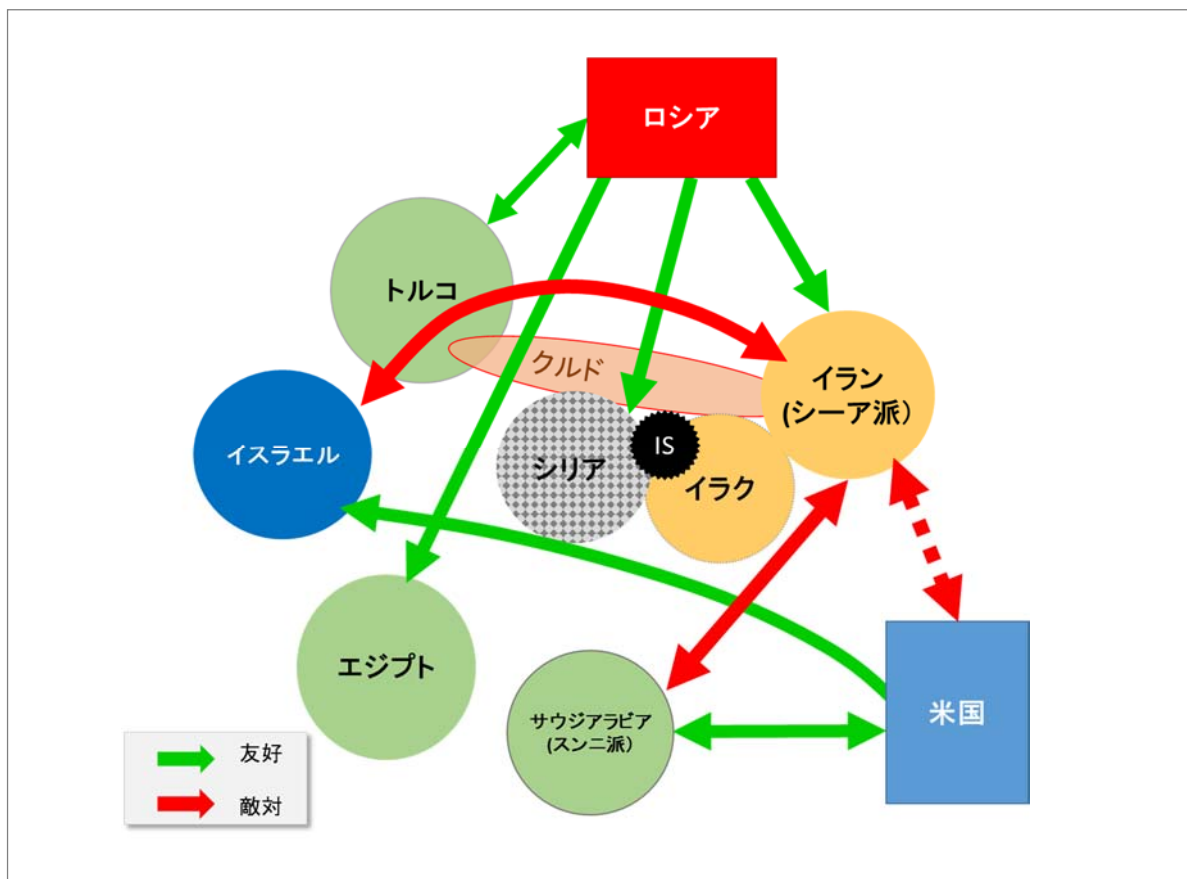 ロシア
トルコ
クルド
イラン
(シーア派)
イスラエル
シリア
IS
イラク
エジプト
サウジアラビア
(スンニ派)
米国
友好
敵対